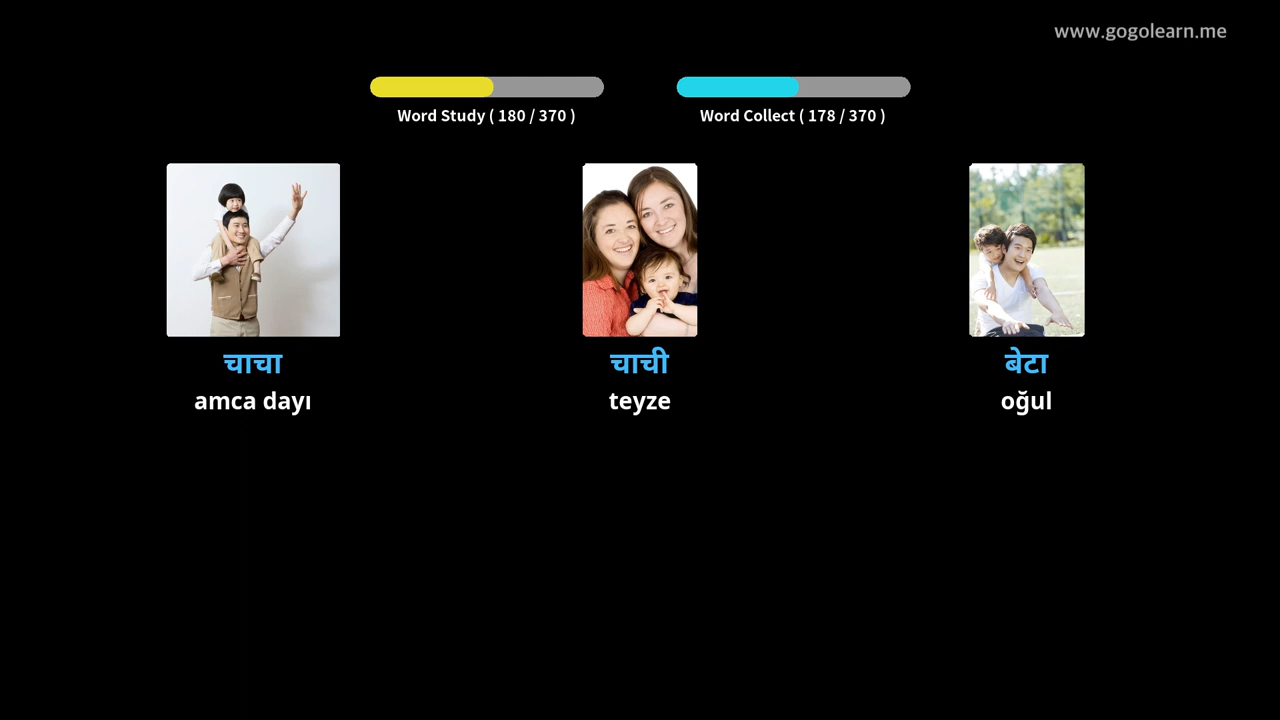 www.gogolearn.me
Word Study ( 180 / 370 )
Word Collect ( 178 / 370 )
चाचा
amca dayı
चाची
teyze
बेटा
oğul